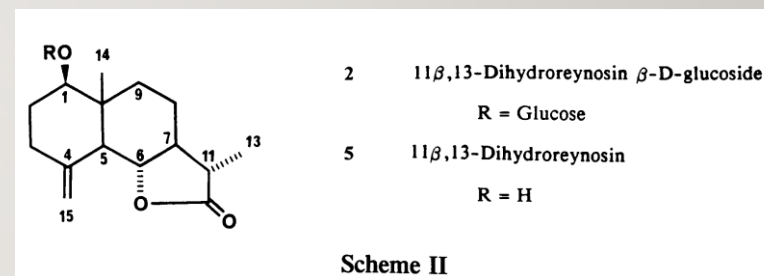 RO
14
1
9
2 11β,13-Dihydroreynosin β-D-glucoside
R = Glucose
7
13
4
5
6
11
5 11β,13-Dihydroreynosin
15
O
O
R = H
Scheme II